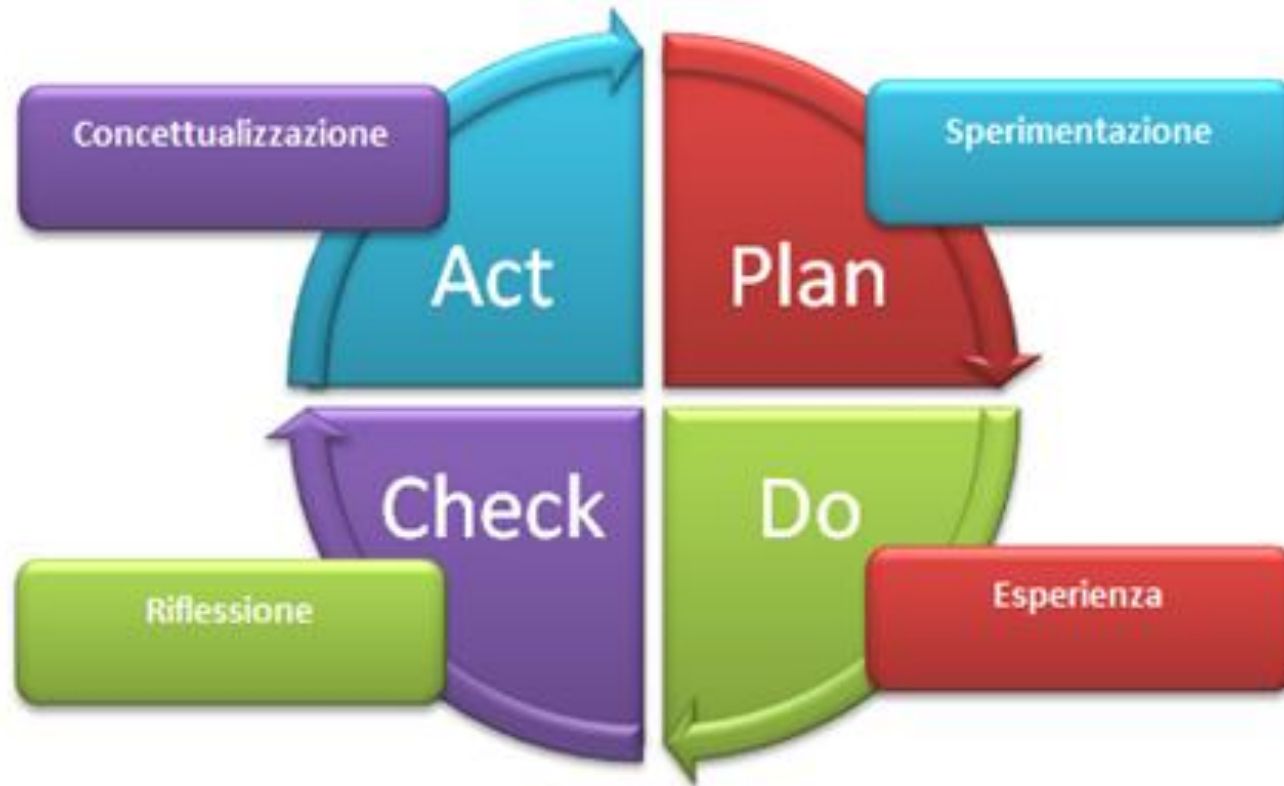 Concettualizzazione
Sperimentazione
Act
Plan
Check
Do
Riflessione
Esperienza